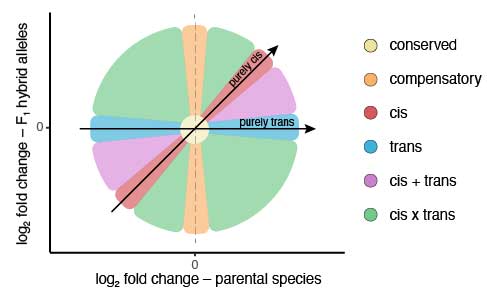 log₂ fold change – F₁ hybrid alleles
0
purely cis
purely trans
0
log₂ fold change – parental species
conserved
compensatory
cis
trans
cis + trans
cis x trans